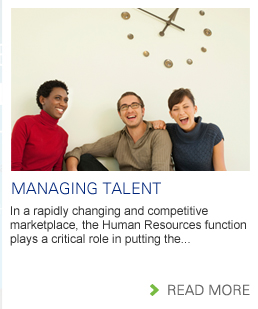 MANAGING TALENT
In a rapidly changing and competitive
marketplace, the Human Resources function
plays a critical role in putting the...
READ MORE